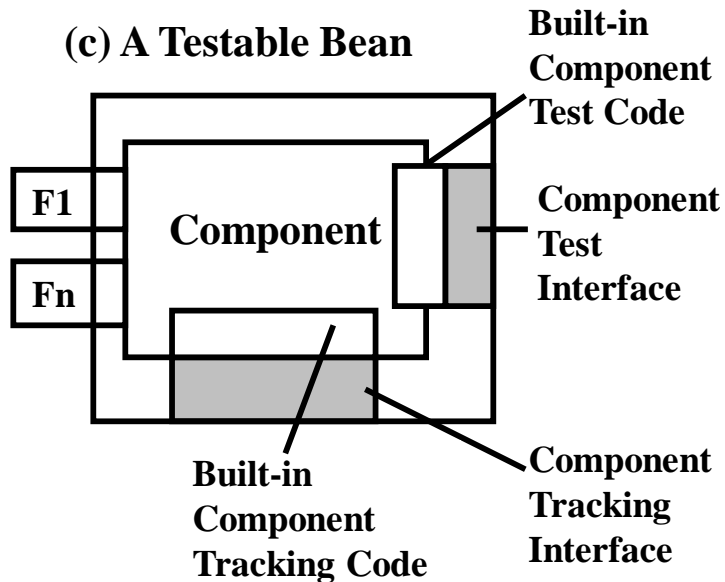 (c) A Testable Bean
Built-in
Component
Test Code
F1
Fn
Component
Component
Test
Interface
Built-in
Component
Tracking Code
Component
Tracking
Interface